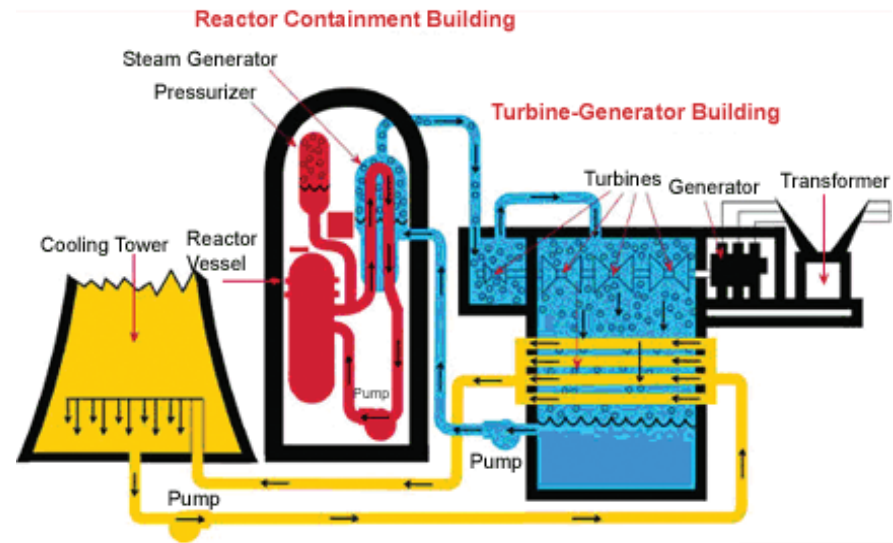 Reactor Containment Building
Steam Generator
Pressurizer
Turbine-Generator Building
Turbines
Generator
Transformer
Cooling Tower
Reactor
Vessel
Pump
Pump
Pump